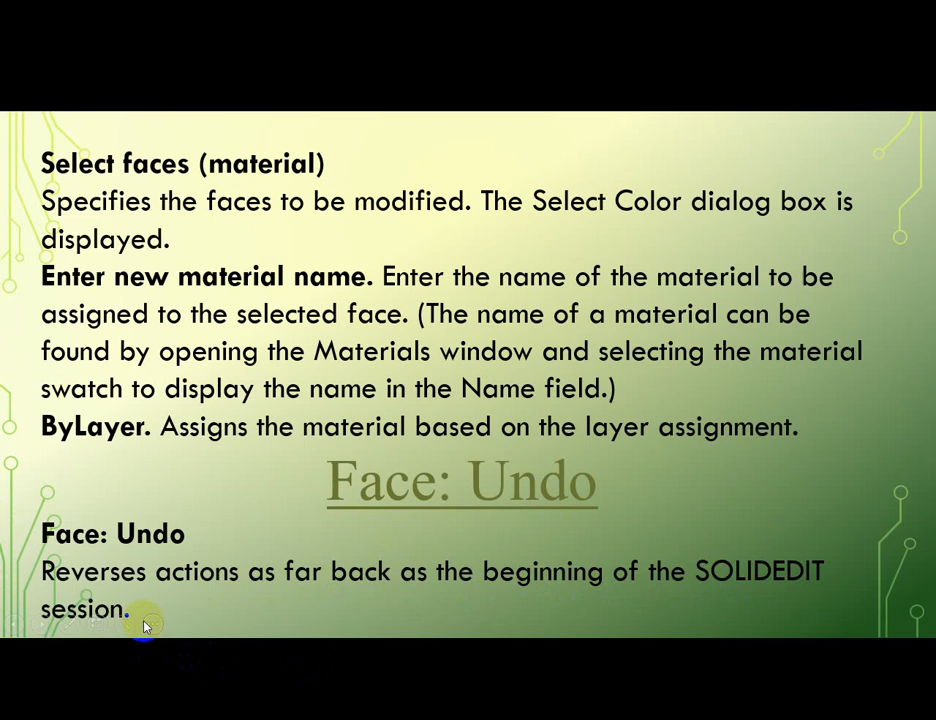 Select faces (material)
Specifies the faces to be modified. The Select Color dialog box is
displayed.
Enter new material name. Enter the name of the material to be
assigned to the selected face. (The name of a material can be
found by opening the Materials window and selecting the material
swatch to display the name in the Name field.)
ByLayer. Assigns the material based on the layer assignment.
Face: Undo
Face: Undo
Reverses actions as far back as the beginning of the SOLIDEDIT
session.